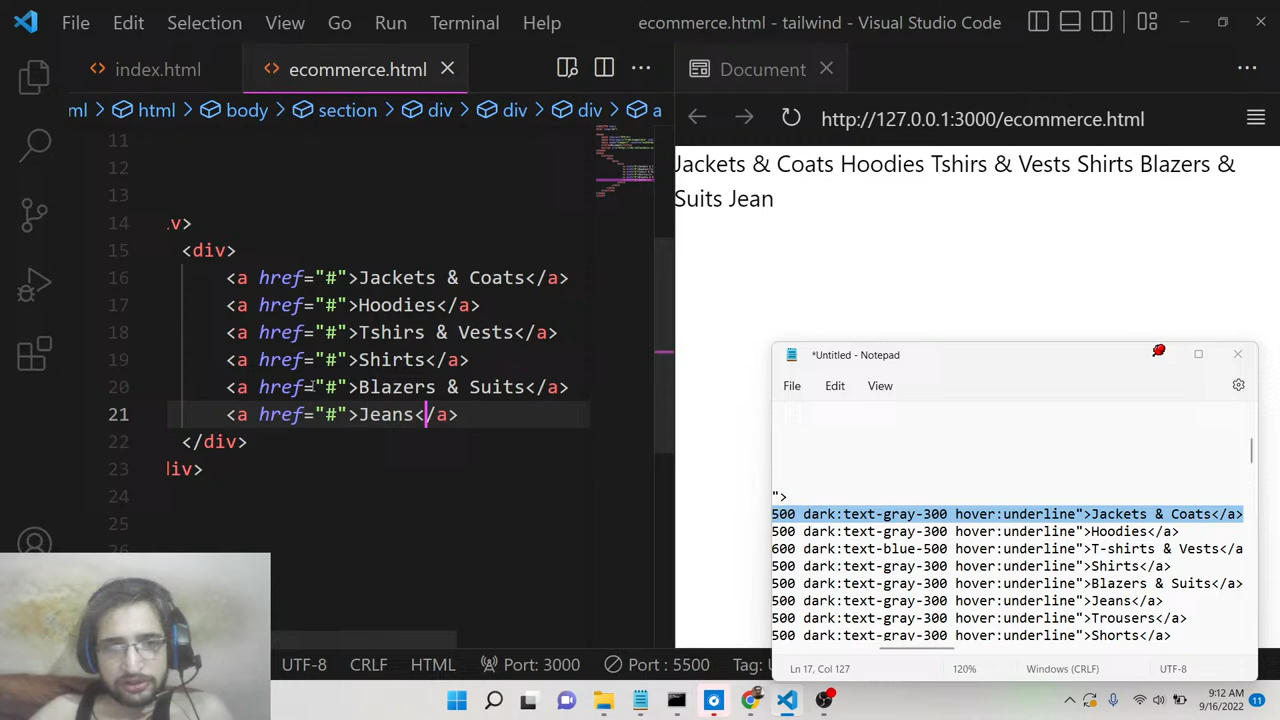 File Edit Selection View Go Run Terminal Help ecommerce.html - tailwind - Visual Studio Code
index.html ecommerce.html Document
ml html body section div div div a
http://127.0.0.1:3000/ecommerce.html
11
12
13
14 v>
15 <div>
16 <a href="#">Jackets & Coats</a>
17 <a href="#">Hoodies</a>
18 <a href="#">Tshirs & Vests</a>
19 <a href="#">Shirts</a>
20 <a href="#">Blazers & Suits</a>
21 <a href="#">Jeans</a>
22 </div>
23 div>
24
25
26
Jackets & Coats Hoodies Tshirs & Vests Shirts Blazers &
Suits Jean
*Untitled - Notepad
File Edit View
">
500 dark:text-gray-300 hover:underline">Jackets & Coats</a>
500 dark:text-gray-300 hover:underline">Hoodies</a>
600 dark:text-blue-500 hover:underline">T-shirts & Vests</a
500 dark:text-gray-300 hover:underline">Shirts</a>
500 dark:text-gray-300 hover:underline">Blazers & Suits</a>
500 dark:text-gray-300 hover:underline">Jeans</a>
500 dark:text-gray-300 hover:underline">Trousers</a>
500 dark:text-gray-300 hover:underline">Shorts</a>
Ln 17, Col 127 120% Windows (CRLF) UTF-8
UTF-8 CRLF HTML Port: 3000 Port : 5500 Tag:
9:18 AM
9/16/2022